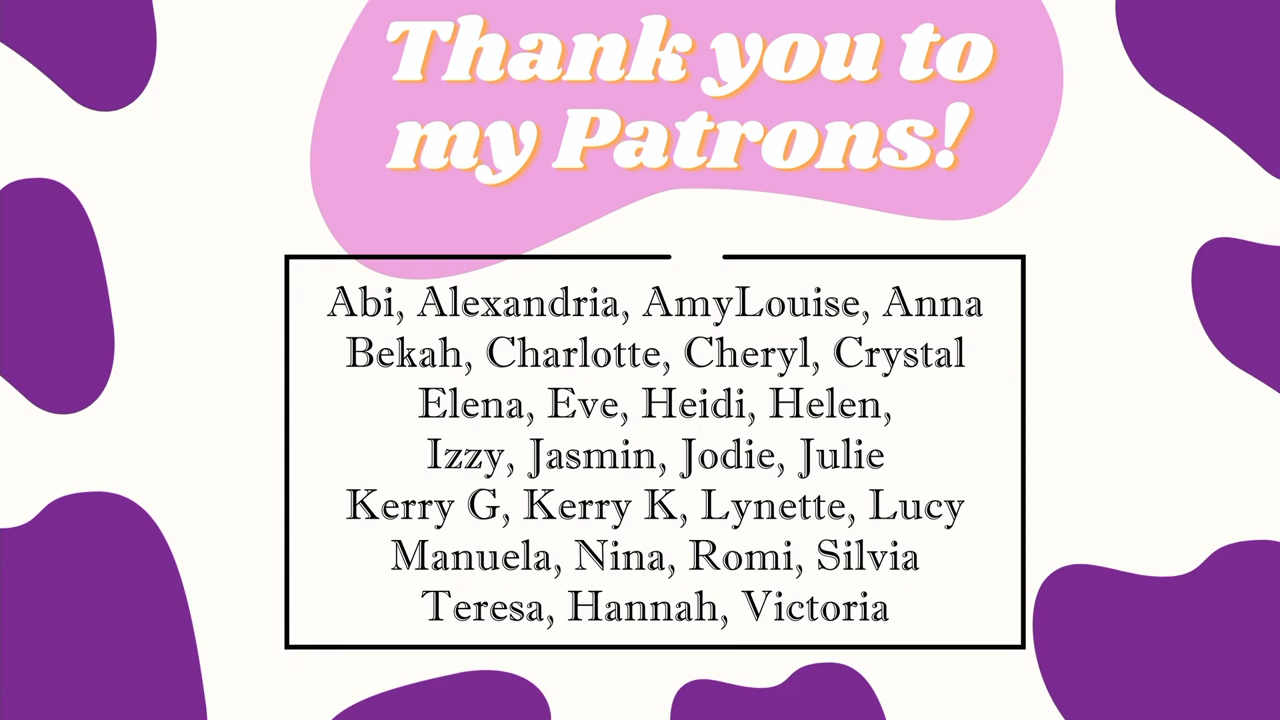 Thank you to
my Patrons!
Abi, Alexandria, AmyLouise, Anna
Bekah, Charlotte, Cheryl, Crystal
Elena, Eve, Heidi, Helen,
Izzy, Jasmin, Jodie, Julie
Kerry G, Kerry K, Lynette, Lucy
Manuela, Nina, Romi, Silvia
Teresa, Hannah, Victoria